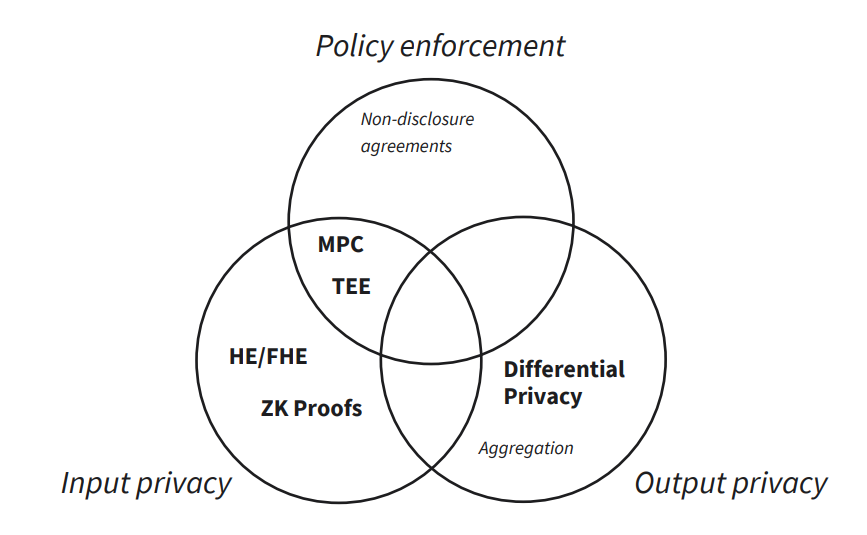 Policy enforcement
Non-disclosure
agreements
MPC
TEE
HE/FHE
ZK Proofs
Differential
Privacy
Aggregation
Input privacy
Output privacy